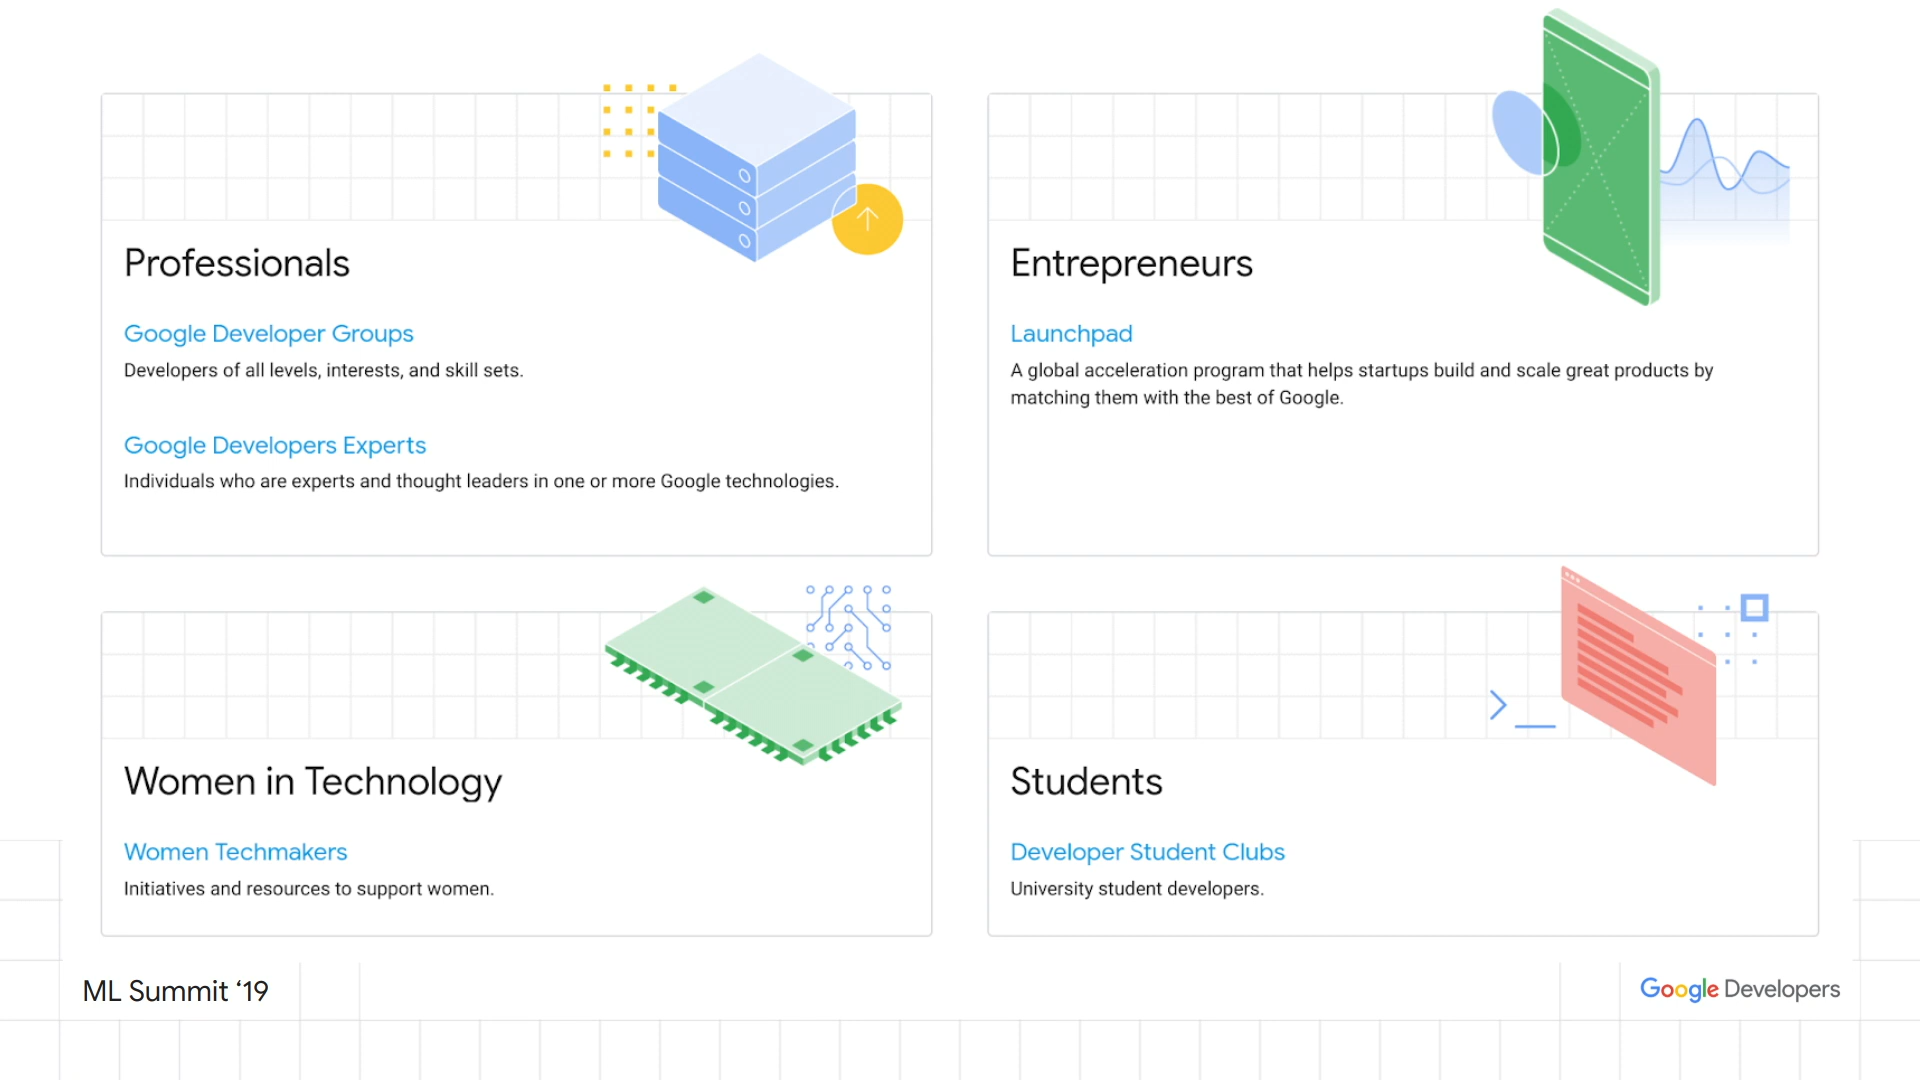 Professionals
Google Developer Groups
Developers of all levels, interests, and skill sets.
Google Developers Experts
Individuals who are experts and thought leaders in one or more Google technologies.
Entrepreneurs
Launchpad
A global acceleration program that helps startups build and scale great products by
matching them with the best of Google.
Women in Technology
Women Techmakers
Initiatives and resources to support women.
Students
Developer Student Clubs
University student developers.
ML Summit ‘19
Google Developers